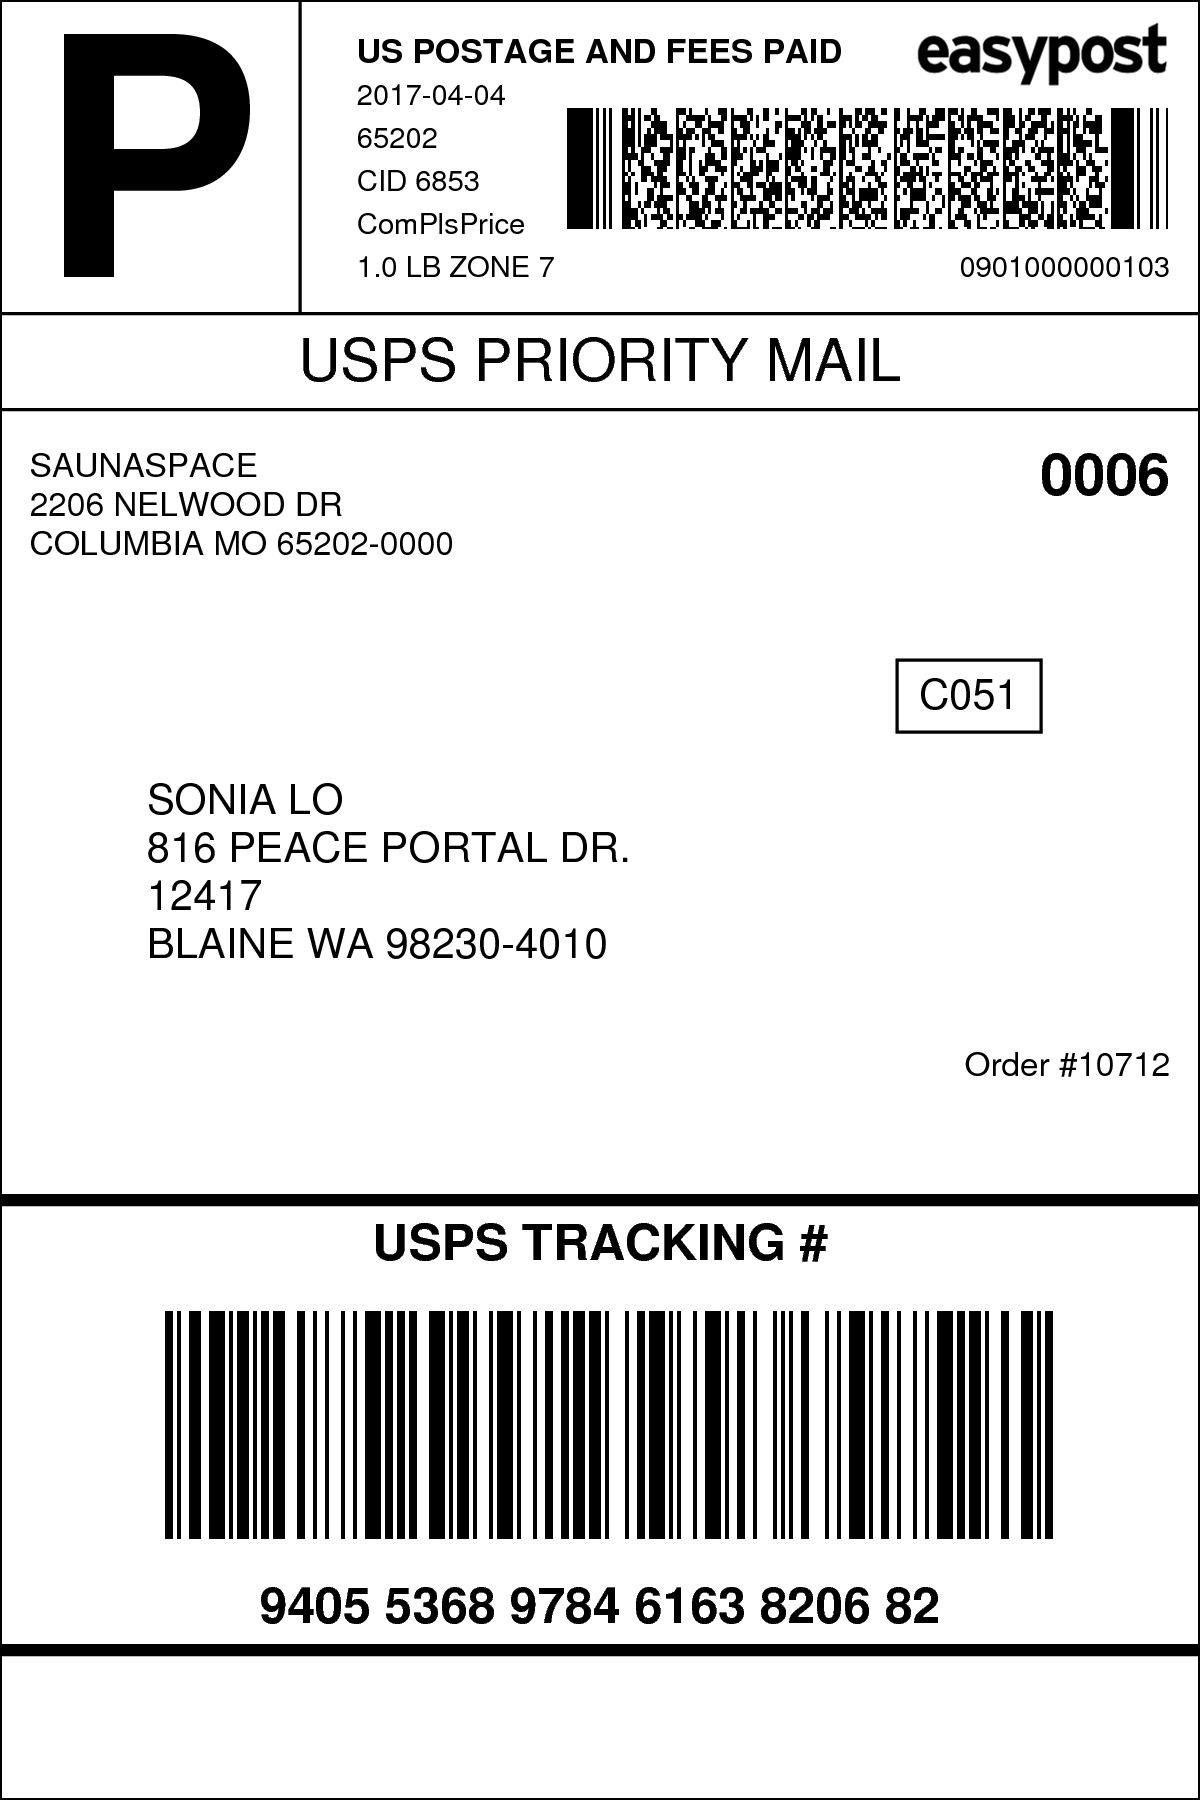 P
US POSTAGE AND FEES PAID
easypost
2017-04-04
65202
CID 6853
ComPlsPrice
1.0 LB ZONE 7
0901000000103
USPS PRIORITY MAIL
SAUNASPACE
2206 NELWOOD DR
COLUMBIA MO 65202-0000
0006
C051
SONIA LO
816 PEACE PORTAL DR.
12417
BLAINE WA 98230-4010
Order #10712
USPS TRACKING #
9405 5368 9784 6163 8206 82